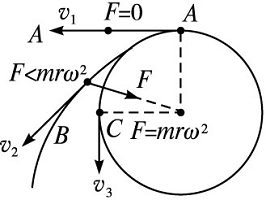 A v₁ F=0 A
F<mrω² F
B C F=mrω²
v₂
v₃